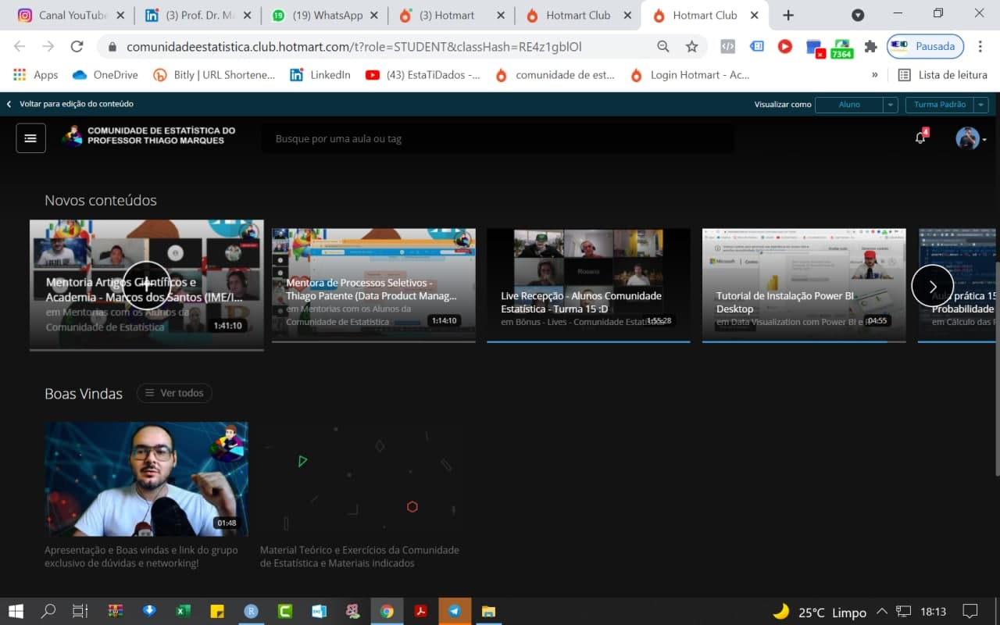 Canal YouTube
(3) Prof. Dr. Ma
(19) WhatsApp
(3) Hotmart
Hotmart Club
Hotmart Club
comunidadeestatistica.club.hotmart.com/t?role=STUDENT&classHash=RE4z1gblOl
7364
Pausada
Apps
OneDrive
Bitly | URL Shortene...
LinkedIn
(43) EstaTiDados -...
comunidade de est...
Login Hotmart - Ac...
»
Lista de leitura
Voltar para edição do conteúdo
Visualizar como
Aluno
Turma Padrão
COMUNIDADE DE ESTATÍSTICA DO
PROFESSOR THIAGO MARQUES
Busque por uma aula ou tag
4
Novos conteúdos
Mentoria Artigos Científicos e
Academia - Marcos dos Santos (IME/I...
em Mentorias com os Alunos da
Comunidade de Estatística
1:41:10
Mentora de Processos Seletivos -
Thiago Patente (Data Product Manag...
em Mentorias com os Alunos da
Comunidade de Estatística
1:14:10
Rosario
Live Recepção - Alunos Comunidade
Estatística - Turma 15 :D
em Bônus - Lives - Comunidade Estatís
1:55:28
Microsoft
Tutorial de Instalação Power BI
Desktop
em Data Visualization com Power BI e
04:55
Aula prática 15
Probabilidade
em Cálculo das
Boas Vindas
Ver todos
01:48
Apresentação e Boas vindas e link do grupo
exclusivo de dúvidas e networking!
Material Teórico e Exercícios da Comunidade
de Estatística e Materiais indicados
25°C Limpo
18:13